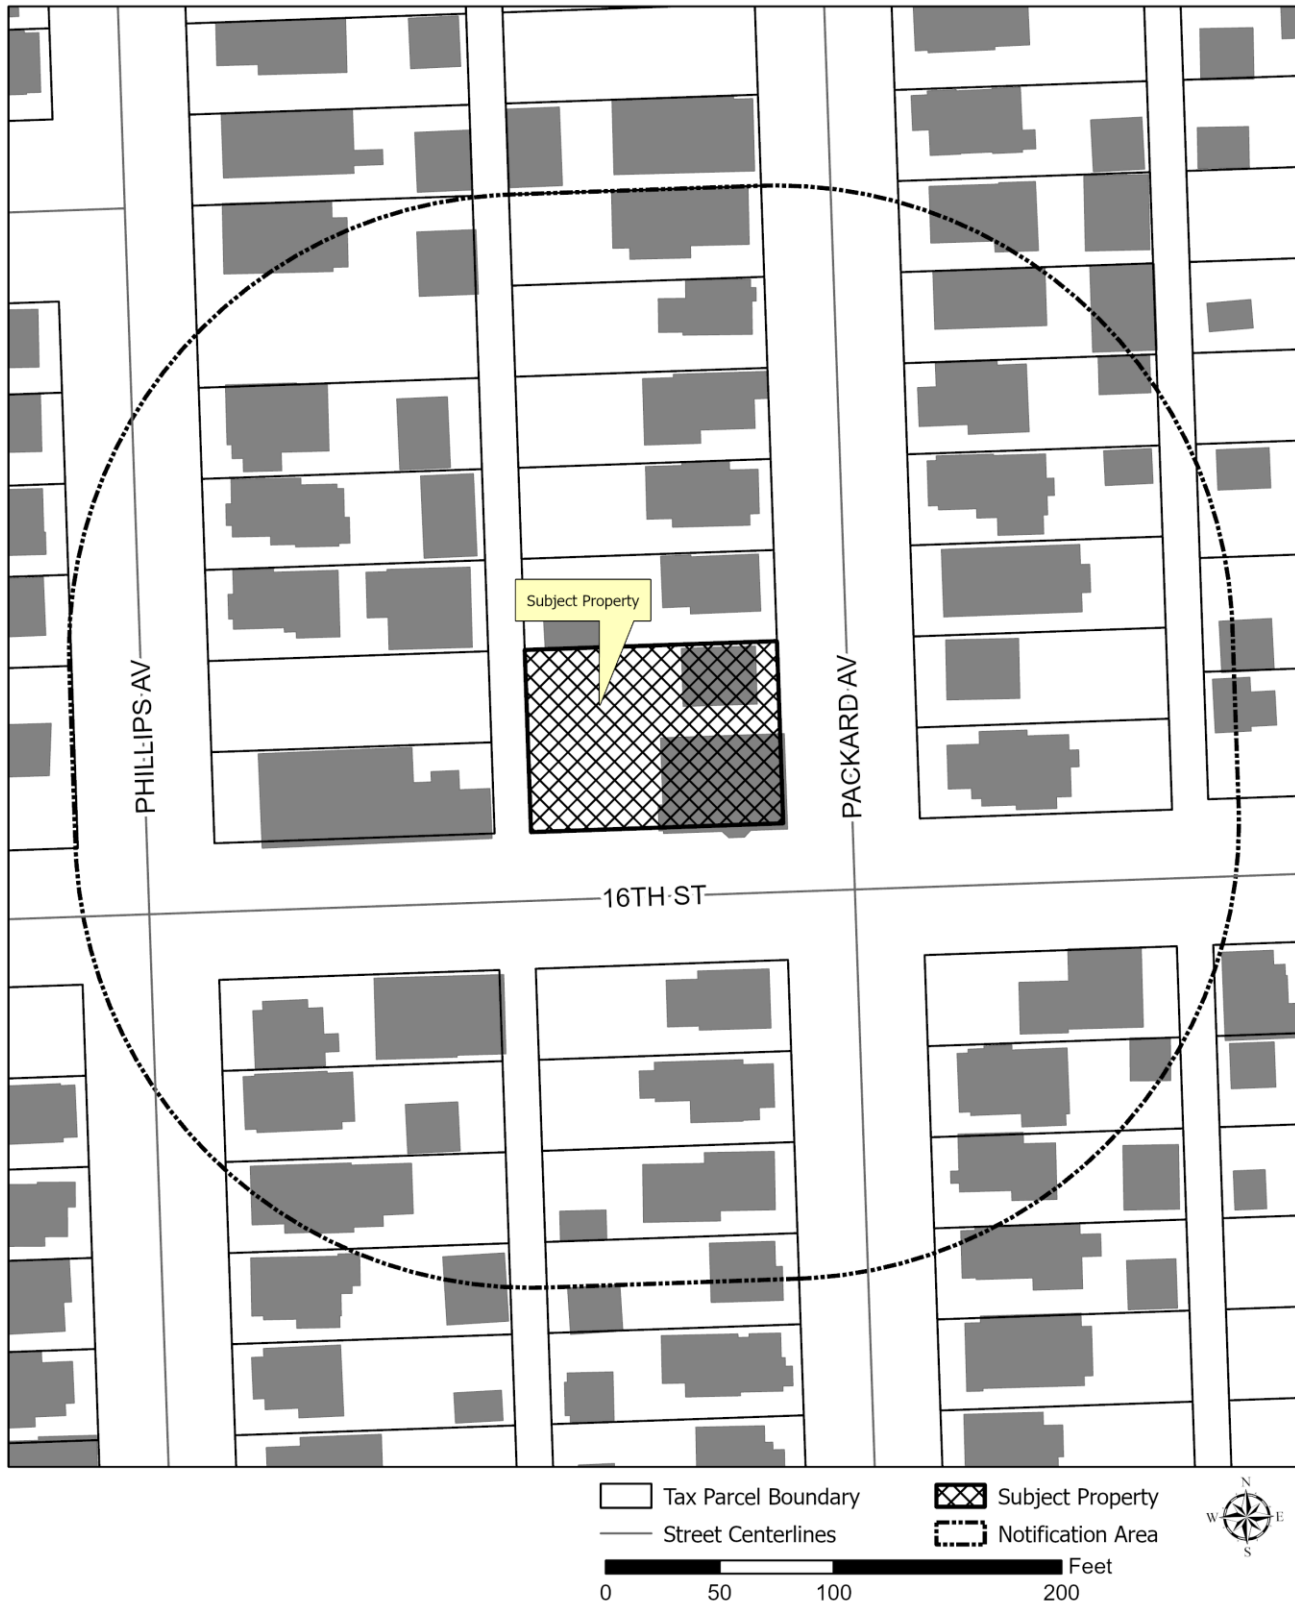 Subject Property
PHILLIPS AV
PACKARD AV
16TH ST
Tax Parcel Boundary
Subject Property
Street Centerlines
Notification Area
N
W E
S
Feet
0 50 100 200